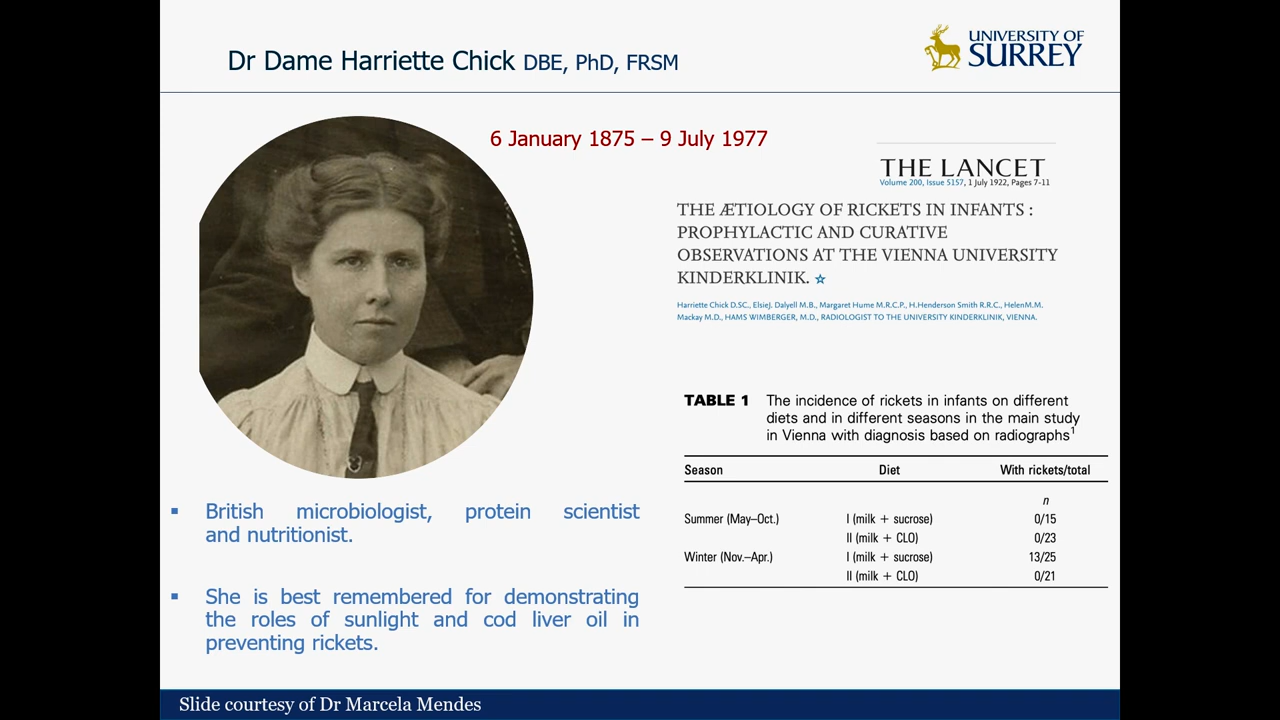 Dr Dame Harriette Chick DBE, PhD, FRSM
UNIVERSITY OF
SURREY
6 January 1875 – 9 July 1977
THE LANCET
Volume 200, Issue 5157, 1 July 1922, Pages 7-11
THE ÆTIOLOGY OF RICKETS IN INFANTS :
PROPHYLACTIC AND CURATIVE
OBSERVATIONS AT THE VIENNA UNIVERSITY
KINDERKLINIK. ☆
Harriette Chick D.SC., ElsieJ. Dalyell M.B., Margaret Hume M.R.C.P., H.Henderson Smith R.R.C., HelenM.M.
Mackay M.D., HAMS WIMBERGER, M.D., RADIOLOGIST TO THE UNIVERSITY KINDERKLINIK, VIENNA.
TABLE 1 The incidence of rickets in infants on different
diets and in different seasons in the main study
in Vienna with diagnosis based on radiographs¹
Season Diet With rickets/total
n
Summer (May–Oct.) I (milk + sucrose) 0/15
II (milk + CLO) 0/23
Winter (Nov.–Apr.) I (milk + sucrose) 13/25
II (milk + CLO) 0/21
▪ British microbiologist, protein scientist
and nutritionist.
▪ She is best remembered for demonstrating
the roles of sunlight and cod liver oil in
preventing rickets.
Slide courtesy of Dr Marcela Mendes